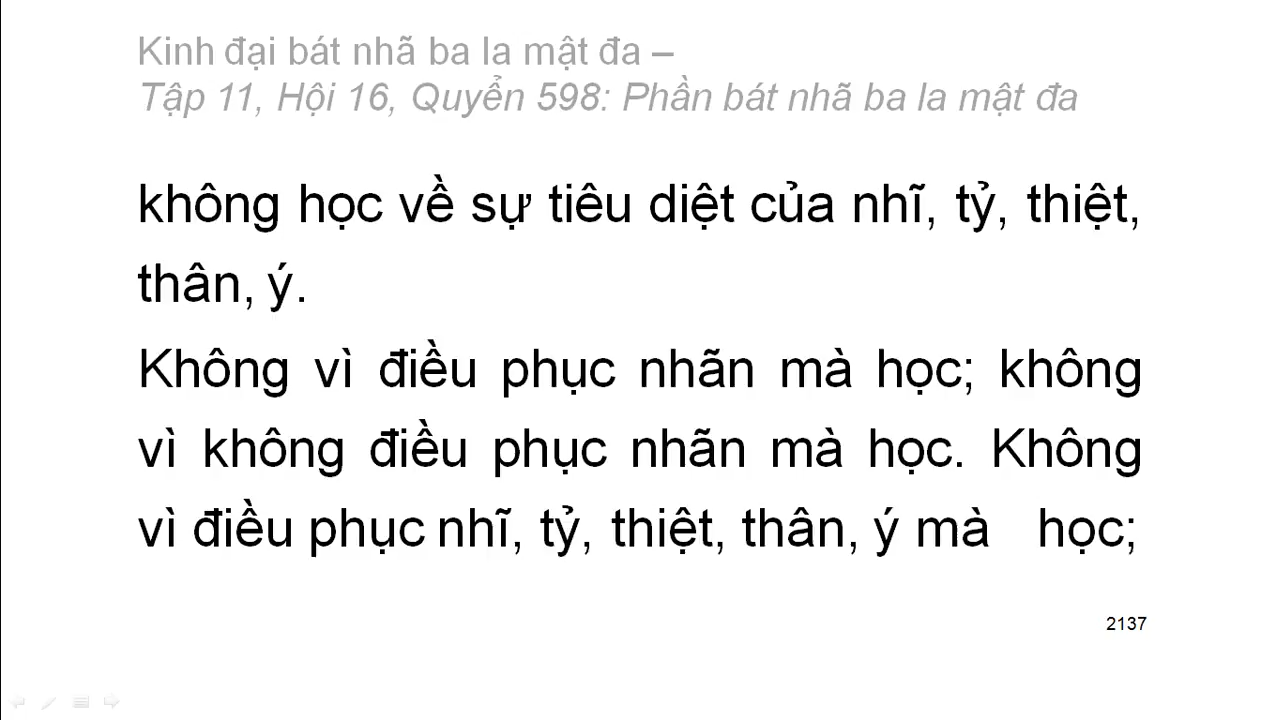 Kinh đại bát nhã ba la mật đa –
Tập 11, Hội 16, Quyển 598: Phần bát nhã ba la mật đa
không học về sự tiêu diệt của nhĩ, tỷ, thiệt,
thân, ý.
Không vì điều phục nhãn mà học; không
vì không điều phục nhãn mà học. Không
vì điều phục nhĩ, tỷ, thiệt, thân, ý mà học;
2137